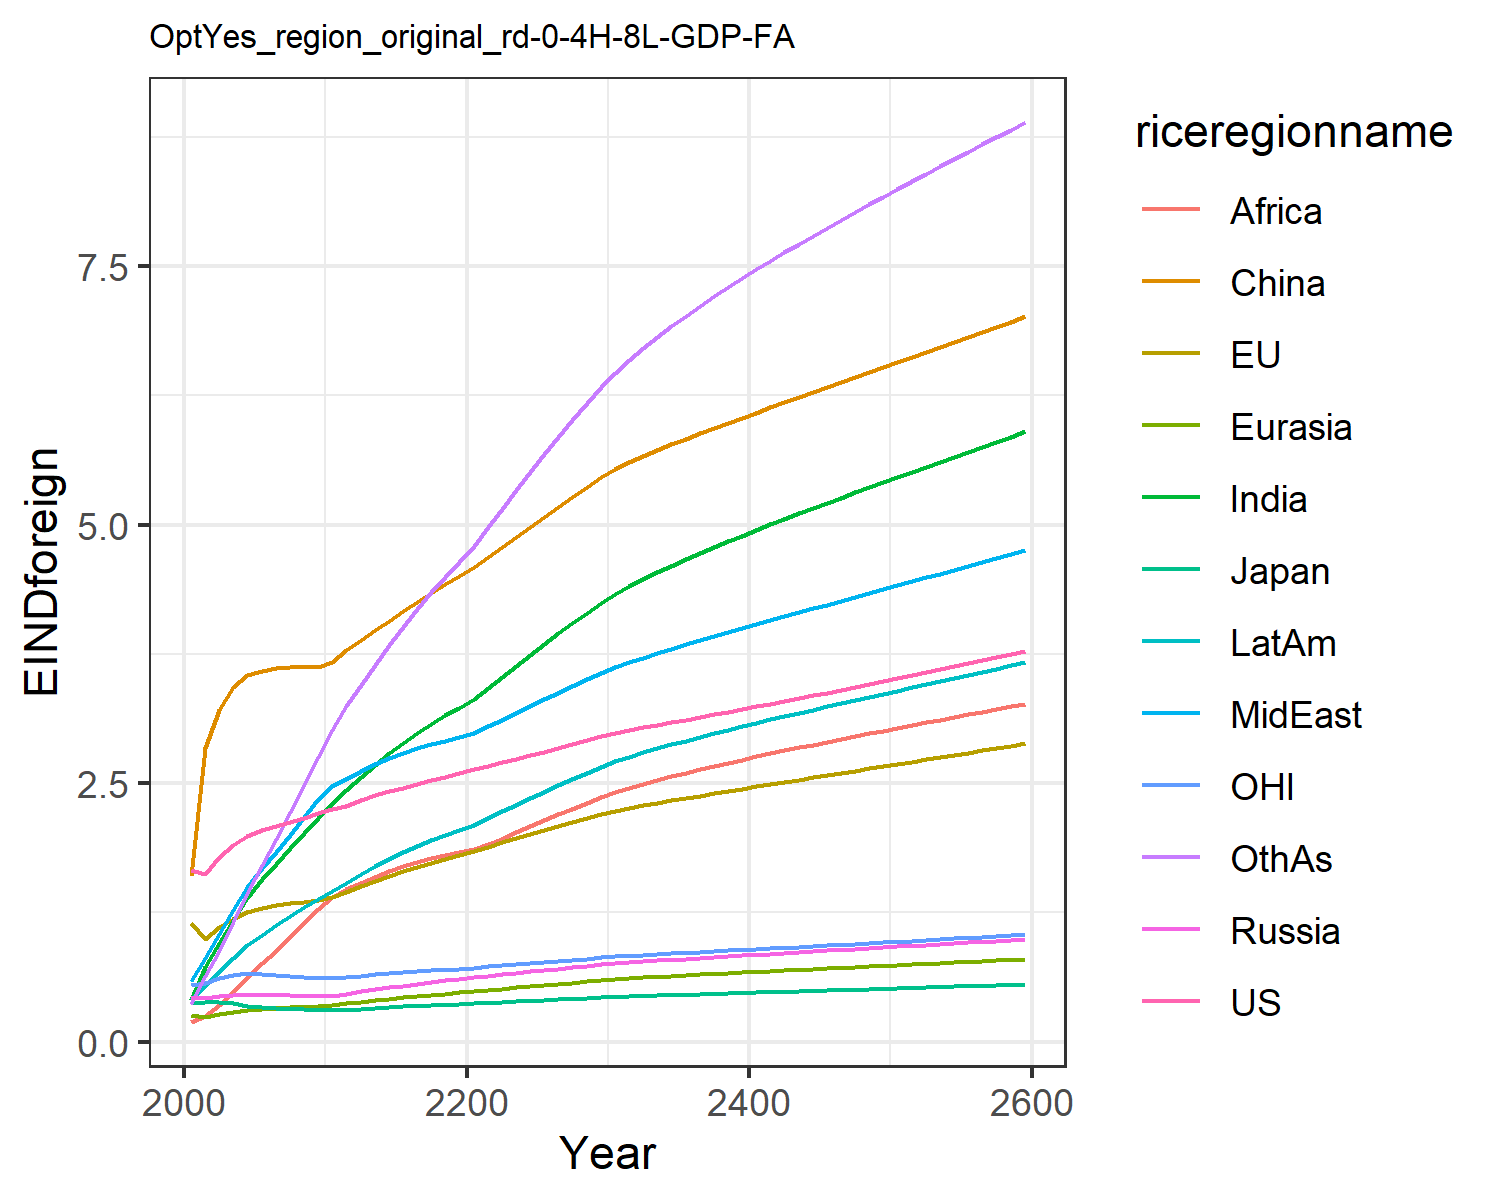 OptYes_region_original_rd-0-4H-8L-GDP-FA
EINDforeign
7.5
5.0
2.5
0.0
2000 2200 2400 2600
Year
riceregionname
Africa
China
EU
Eurasia
India
Japan
LatAm
MidEast
OHI
OthAs
Russia
US